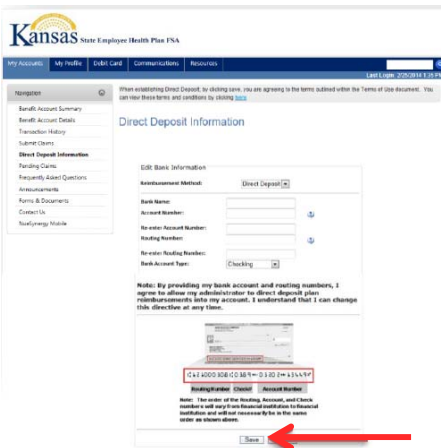 Kansas State Employee Health Plan FSA
My Accounts My Profile Debit Card Communications Resources
Last Login: 2/25/2014 1:35 PM
Navigation
Benefit Account Summary
Benefit Account Details
Transaction History
Submit Claims
Direct Deposit Information
Pending Claims
Frequently Asked Questions
Announcements
Forms & Documents
Contact Us
BlueSynergy Mobile
When establishing Direct Deposit; by clicking save, you are agreeing to the terms outlined within the Terms of Use document. You
can view these terms and conditions by clicking here
Direct Deposit Information
Edit Bank Information
Reimbursement Method: Direct Deposit
Bank Name:
Account Number:
Re-enter Account Number:
Routing Number:
Re-enter Routing Number:
Bank Account Type: Checking
Note: By providing my bank account and routing numbers, I
agree to allow my administrator to direct deposit plan
reimbursements into my account. I understand that I can change
this directive at any time.
Routing Number Check# Account Number
Note: The order of the Routing, Account, and Check
numbers will vary from financial institution to financial
institution and will not necessarily be in the same
order as shown above.
Save